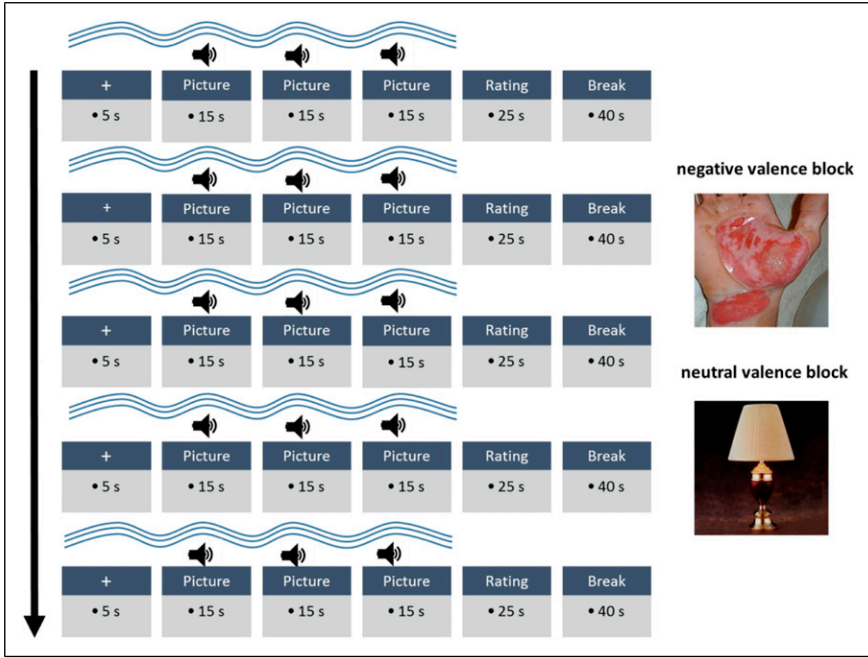 + Picture Picture Picture Rating Break
• 5 s • 15 s • 15 s • 15 s • 25 s • 40 s
+ Picture Picture Picture Rating Break
• 5 s • 15 s • 15 s • 15 s • 25 s • 40 s
+ Picture Picture Picture Rating Break
• 5 s • 15 s • 15 s • 15 s • 25 s • 40 s
+ Picture Picture Picture Rating Break
• 5 s • 15 s • 15 s • 15 s • 25 s • 40 s
+ Picture Picture Picture Rating Break
• 5 s • 15 s • 15 s • 15 s • 25 s • 40 s
negative valence block
neutral valence block